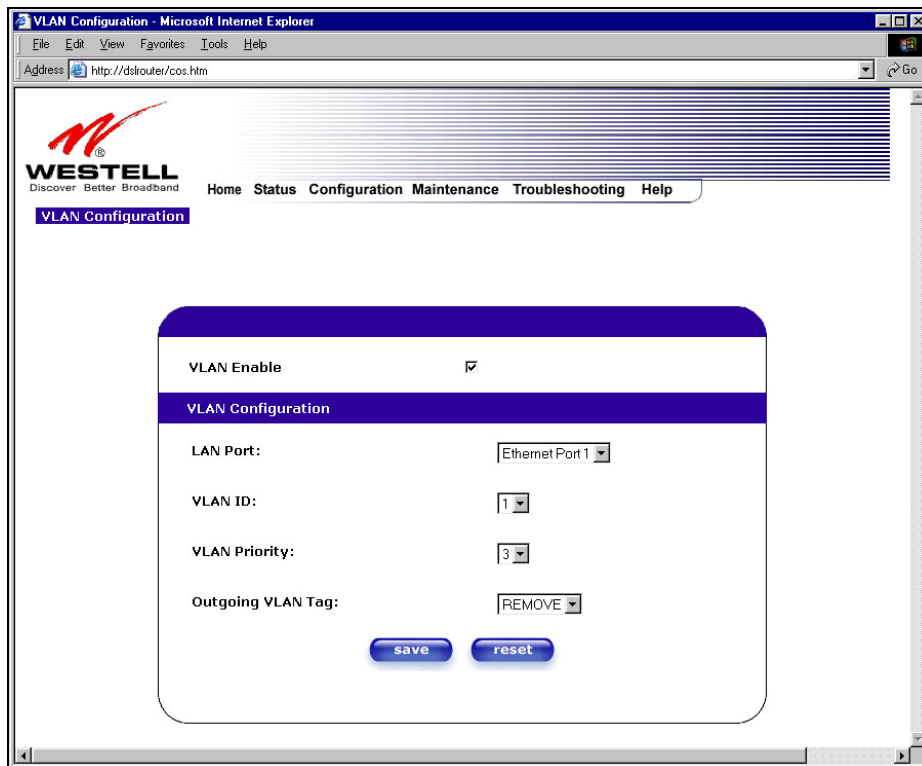 VLAN Configuration - Microsoft Internet Explorer
File Edit View Favorites Tools Help
Address http://dslrouter/cos.htm Go
®
WESTELL
Discover Better Broadband
Home Status Configuration Maintenance Troubleshooting Help
VLAN Configuration
VLAN Enable
VLAN Configuration
LAN Port: Ethernet Port 1
VLAN ID: 1
VLAN Priority: 3
Outgoing VLAN Tag: REMOVE
save reset